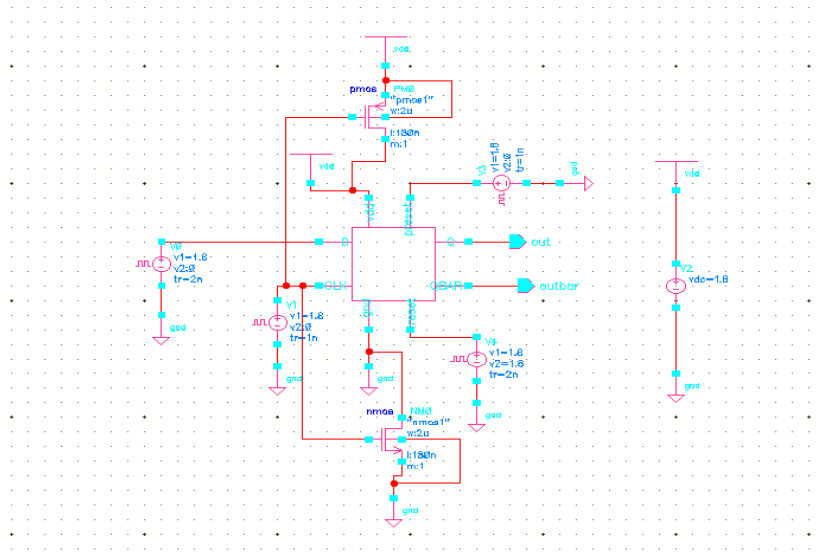 vdd
pmos PM0
"pmos1"
w:2u
l:180n
m:1
vdd
V3
v1=1.8
v2:0
tr=1n
gnd
vdd
vdd
preset
D
Q
out
V0
v1=1.8
v2:0
tr=2n
gnd
CLK
QBAR
outbar
V1
v1=1.8
v2:0
tr=1n
gnd
gnd
reset
gnd
V4
v1=1.8
v2=1.8
tr=2n
gnd
V2
vdc=1.8
gnd
nmos NM0
"nmos1"
w:2u
l:180n
m:1
gnd